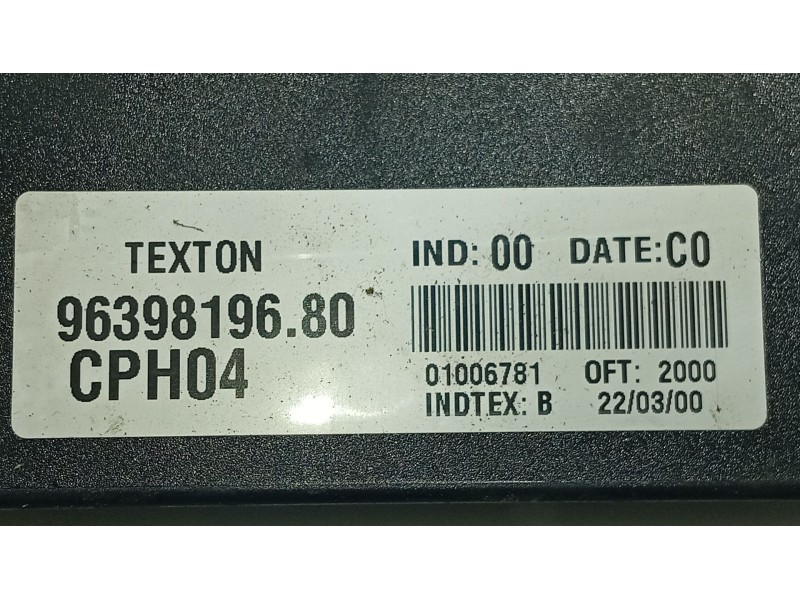 TEXTON
96398196.80
CPH04
IND: 00 DATE:C0
01006781 OFT: 2000
INDTEX: B 22/03/00